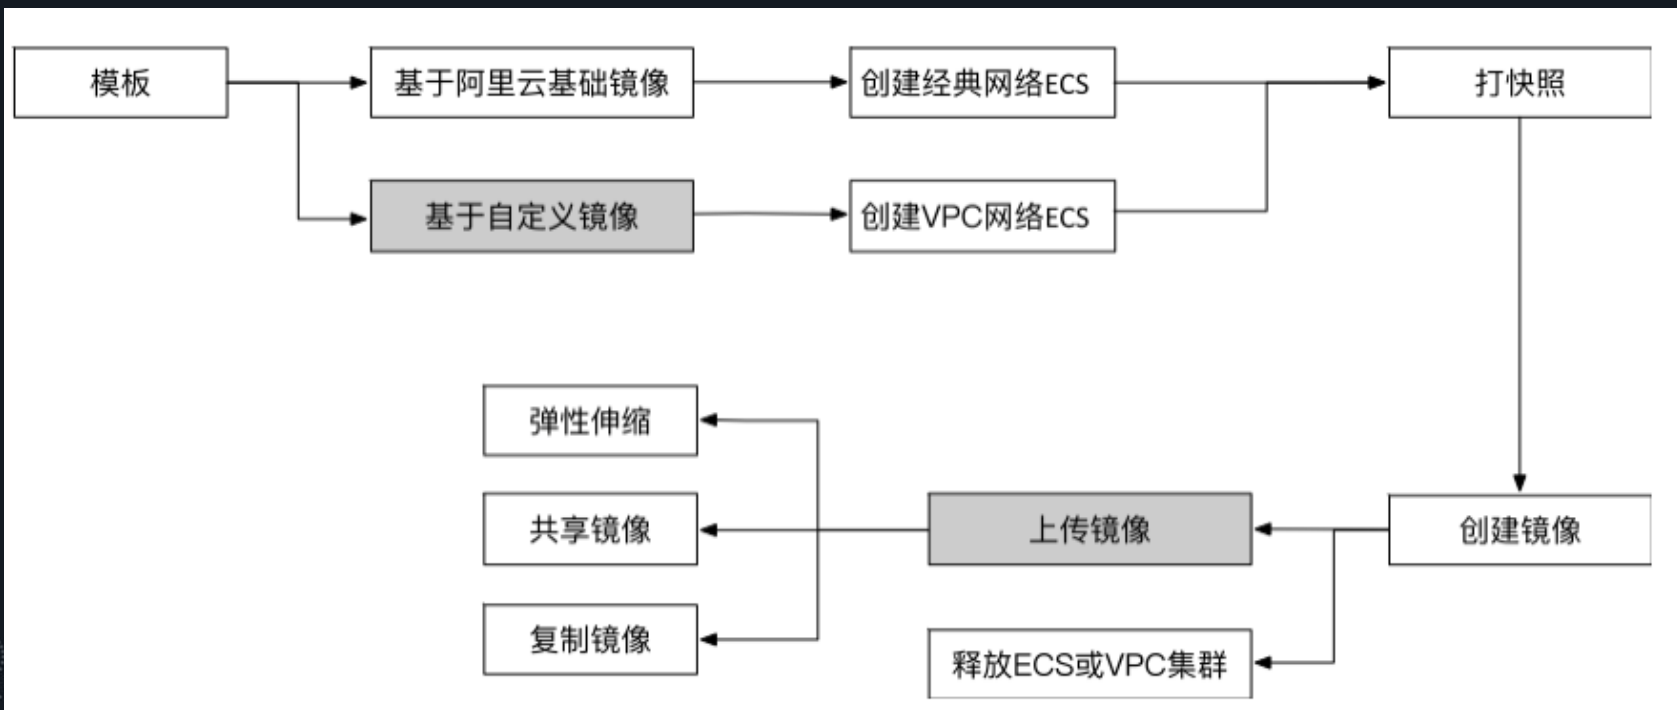 模板
基于阿里云基础镜像
创建经典网络ECS
打快照
基于自定义镜像
创建VPC网络ECS
弹性伸缩
共享镜像
上传镜像
创建镜像
复制镜像
释放ECS或VPC集群